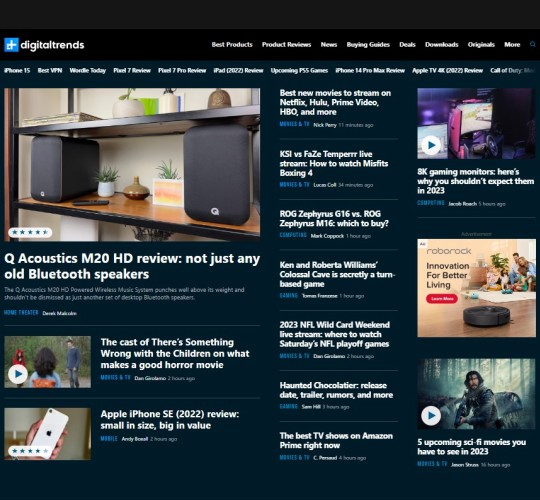 digitaltrends
Best Products Product Reviews News Buying Guides Deals Downloads Originals More
iPhone 15 Best VPN Wordle Today Pixel 7 Review Pixel 7 Pro Review iPad (2022) Review Upcoming PS5 Games iPhone 14 Pro Max Review Apple TV 4K (2022) Review Call of Duty:
Q Acoustics M20 HD review: not just any
old Bluetooth speakers
The Q Acoustics M20 HD Powered Wireless Music System punches well above its weight and
shouldn't be dismissed as just another set of desktop Bluetooth speakers.
HOME THEATER Derek Malcolm
The cast of There's Something
Wrong with the Children on what
makes a good horror movie
MOVIES & TV Dan Girolamo 2 hours ago
Apple iPhone SE (2022) review:
small in size, big in value
MOBILE Andy Boxall 2 hours ago
Best new movies to stream on
Netflix, Hulu, Prime Video,
HBO, and more
MOVIES & TV Nick Perry 11 minutes ago
KSI vs FaZe Temperrr live
stream: How to watch Misfits
Boxing 4
MOVIES & TV Lucas Coll 34 minutes ago
ROG Zephyrus G16 vs. ROG
Zephyrus M16: which to buy?
COMPUTING Mark Coppock 1 hour ago
Ken and Roberta Williams'
Colossal Cave is secretly a turn-
based game
GAMING Tomas Franzese 1 hour ago
2023 NFL Wild Card Weekend
live stream: where to watch
Saturday's NFL playoff games
MOVIES & TV Dan Girolamo 2 hours ago
Haunted Chocolatier: release
date, trailer, rumors, and more
GAMING Sam Hill 3 hours ago
The best TV shows on Amazon
Prime right now
MOVIES & TV C. Perraud 4 hours ago
8K gaming monitors: here's
why you shouldn't expect them
in 2023
COMPUTING Jacob Roach 5 hours ago
Advertisement
Ad
roborock
Innovation
For Better
Living
Learn More
5 upcoming sci-fi movies you
have to see in 2023
MOVIES & TV Jason Struss 16 hours ago